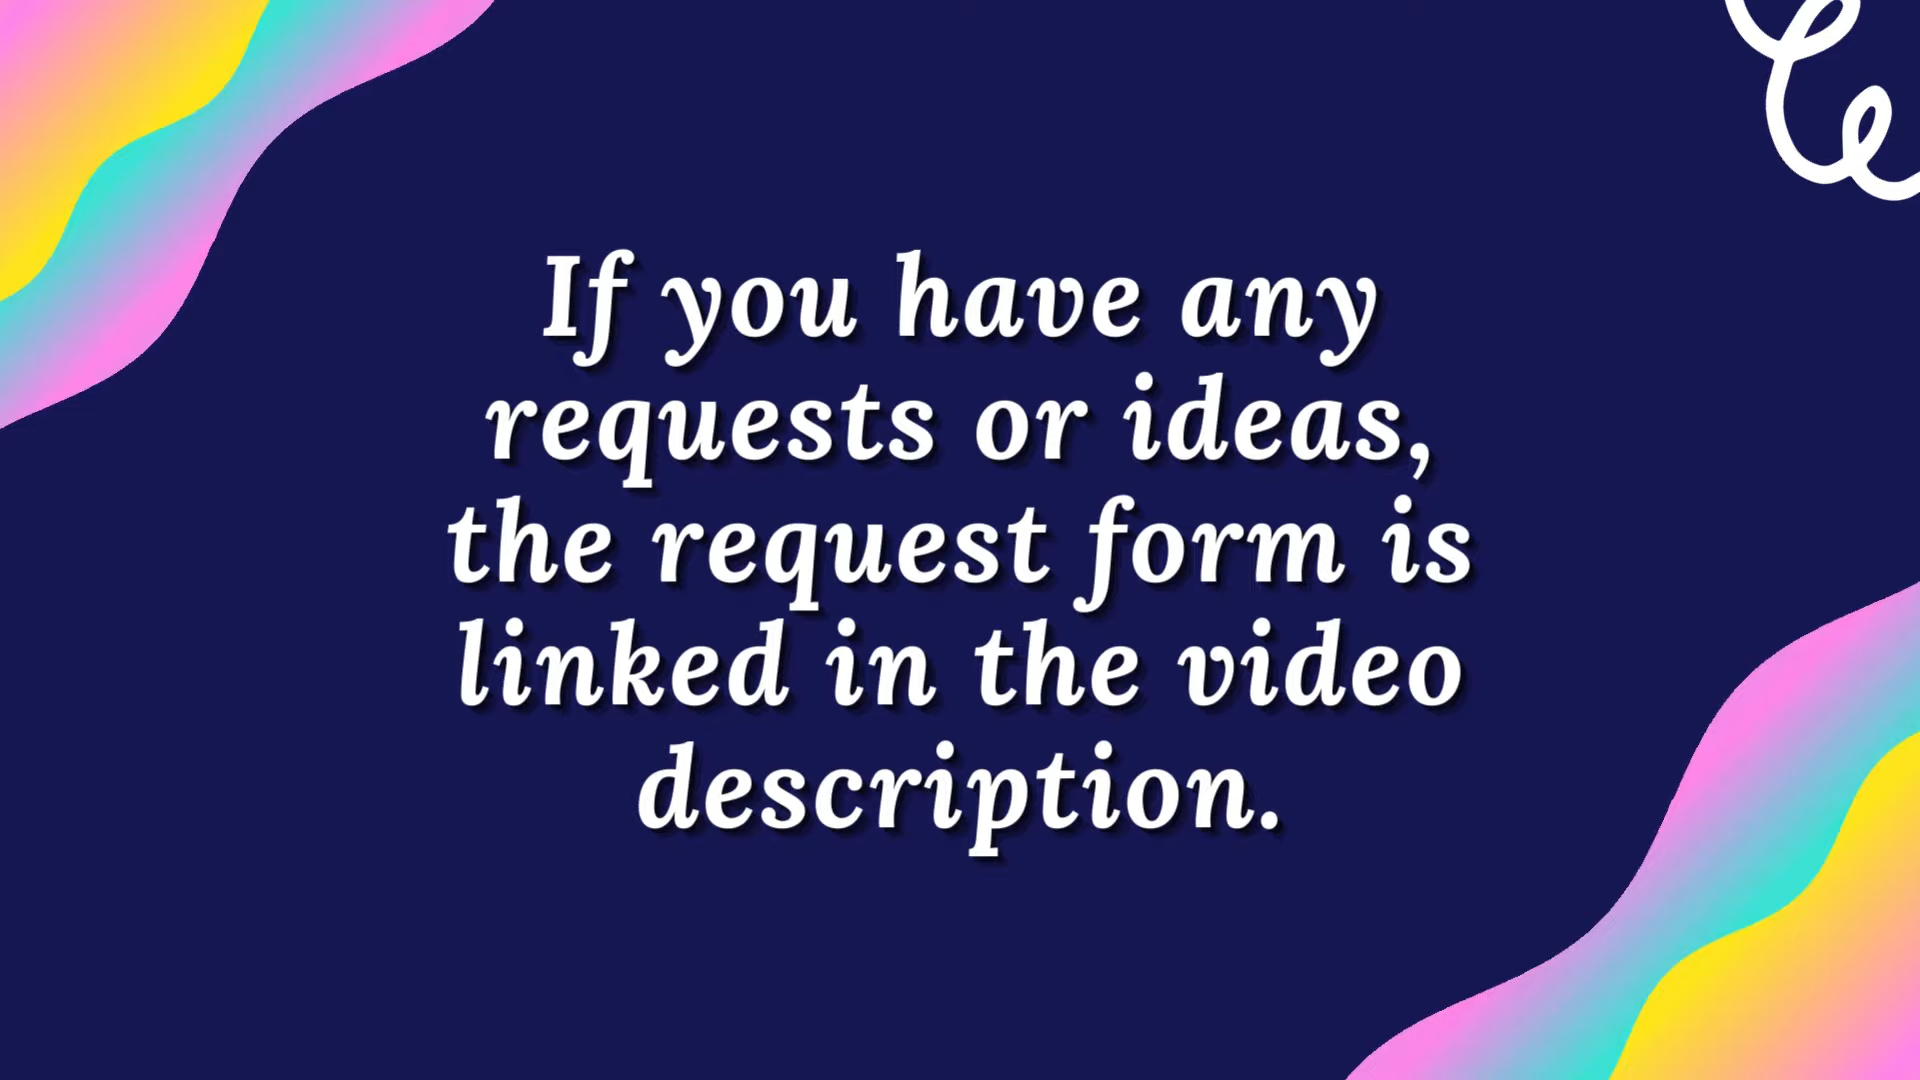 If you have any
requests or ideas,
the request form is
linked in the video
description.